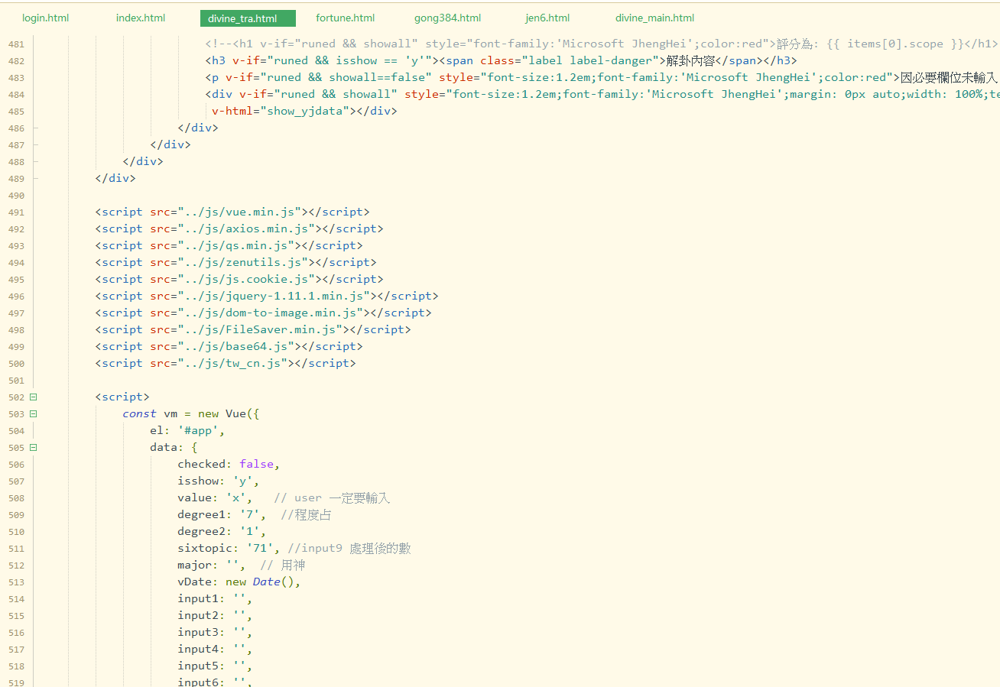 login.html index.html divine_tra.html fortune.html gong384.html jen6.html divine_main.html
481 <!--<h1 v-if="runed && showall" style="font-family:'Microsoft JhengHei';color:red">評分為: {{ items[0].scope }}</h1>
482 <h3 v-if="runed && isshow == 'y'"><span class="label label-danger">解卦內容</span></h3>
483 <p v-if="runed && showall==false" style="font-size:1.2em;font-family:'Microsoft JhengHei';color:red">因必要欄位未輸入
484 <div v-if="runed && showall" style="font-size:1.2em;font-family:'Microsoft JhengHei';margin: 0px auto;width: 100%;te
485 v-html="show_yjdata"></div>
486 </div>
487 </div>
488 </div>
489 </div>
490
491 <script src="../js/vue.min.js"></script>
492 <script src="../js/axios.min.js"></script>
493 <script src="../js/qs.min.js"></script>
494 <script src="../js/zenutils.js"></script>
495 <script src="../js/js.cookie.js"></script>
496 <script src="../js/jquery-1.11.1.min.js"></script>
497 <script src="../js/dom-to-image.min.js"></script>
498 <script src="../js/FileSaver.min.js"></script>
499 <script src="../js/base64.js"></script>
500 <script src="../js/tw_cn.js"></script>
501
502 <script>
503 const vm = new Vue({
504 el: '#app',
505 data: {
506 checked: false,
507 isshow: 'y',
508 value: 'x', // user 一定要輸入
509 degree1: '7', //程度占
510 degree2: '1',
511 sixtopic: '71', //input9 處理後的數
512 major: '', // 用神
513 vDate: new Date(),
514 input1: '',
515 input2: '',
516 input3: '',
517 input4: '',
518 input5: '',
519 input6: '',